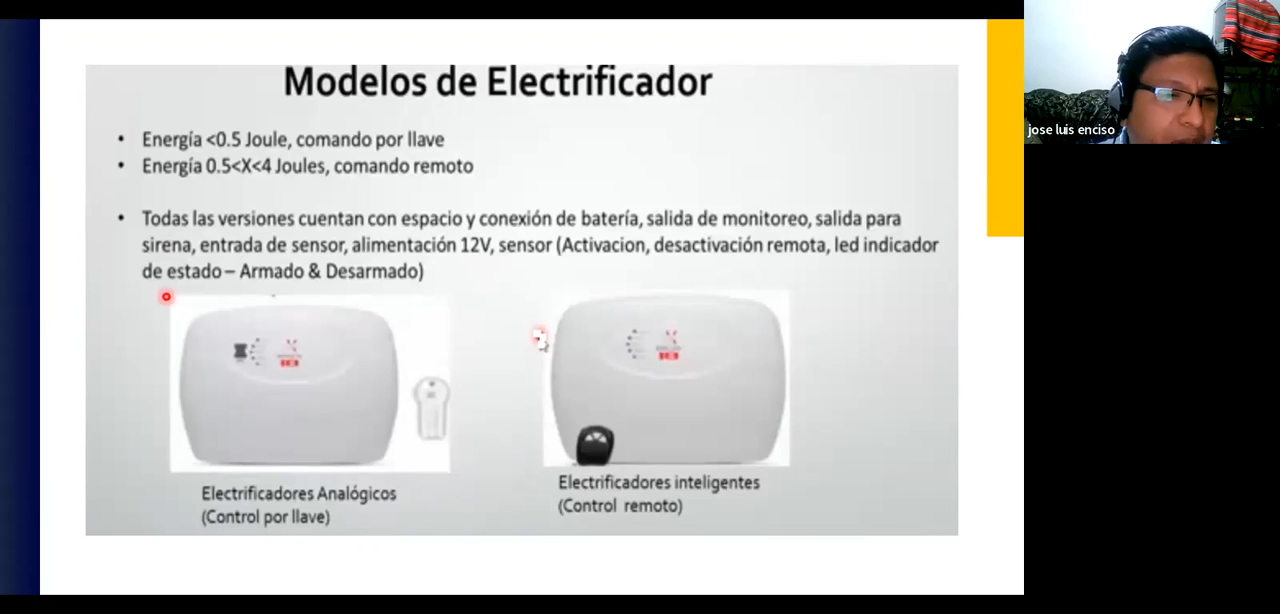 Modelos de Electrificador
• Energía <0.5 Joule, comando por llave
• Energía 0.5<X<4 Joules, comando remoto
• Todas las versiones cuentan con espacio y conexión de batería, salida de monitoreo, salida para
sirena, entrada de sensor, alimentación 12V, sensor (Activacion, desactivación remota, led indicador
de estado – Armado & Desarmado)
Electrificadores Analógicos
(Control por llave)
Electrificadores inteligentes
(Control remoto)
jose luis enciso